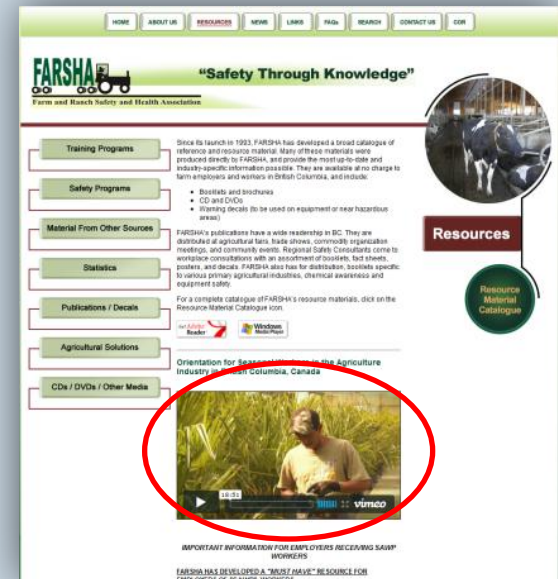 HOME ABOUT US RESOURCES NEWS LINKS FAQs SEARCH CONTACT US COR
FARSHA
Farm and Ranch Safety and Health Association
"Safety Through Knowledge"
Training Programs
Safety Programs
Material From Other Sources
Statistics
Publications / Decals
Agricultural Solutions
CDs / DVDs / Other Media
Since its launch in 1993, FARSHA has developed a broad catalogue of
reference and resource material. Many of these materials were
produced directly by FARSHA, and provide the most up-to-date and
industry-specific information possible. They are available at no charge to
farm employers and workers in British Columbia, and include:
• Booklets and brochures
• CD and DVDs
• Warning decals (to be used on equipment or near hazardous
areas)
FARSHA's publications have a wide readership in BC. They are
distributed at agricultural fairs, trade shows, commodity organization
meetings, and community events. Regional Safety Consultants come to
workplace consultations with an assortment of booklets, fact sheets,
posters, and decals. FARSHA also has for distribution, booklets specific
to various primary agricultural industries, chemical awareness and
equipment safety.
For a complete catalogue of FARSHA's resource materials, click on the
Resource Material Catalogue icon.
Get Adobe Reader
Windows Media Player
Orientation for Seasonal Workers in the Agriculture
Industry in British Columbia, Canada
18:51
vimeo
IMPORTANT INFORMATION FOR EMPLOYERS RECEIVING SAWP
WORKERS
FARSHA HAS DEVELOPED A "MUST HAVE" RESOURCE FOR
Resources
Resource
Material
Catalogue